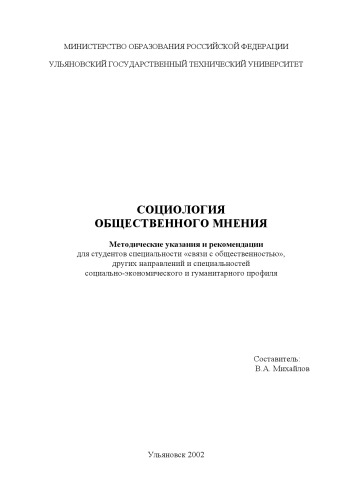 МИНИСТЕРСТВО ОБРАЗОВАНИЯ РОССИЙСКОЙ ФЕДЕРАЦИИ
УЛЬЯНОВСКИЙ ГОСУДАРСТВЕННЫЙ ТЕХНИЧЕСКИЙ УНИВЕРСИТЕТ
СОЦИОЛОГИЯ
ОБЩЕСТВЕННОГО МНЕНИЯ
Методические указания и рекомендации
для студентов специальности «связи с общественностью»,
других направлений и специальностей
социально-экономического и гуманитарного профиля
Составитель:
В.А. Михайлов
Ульяновск 2002